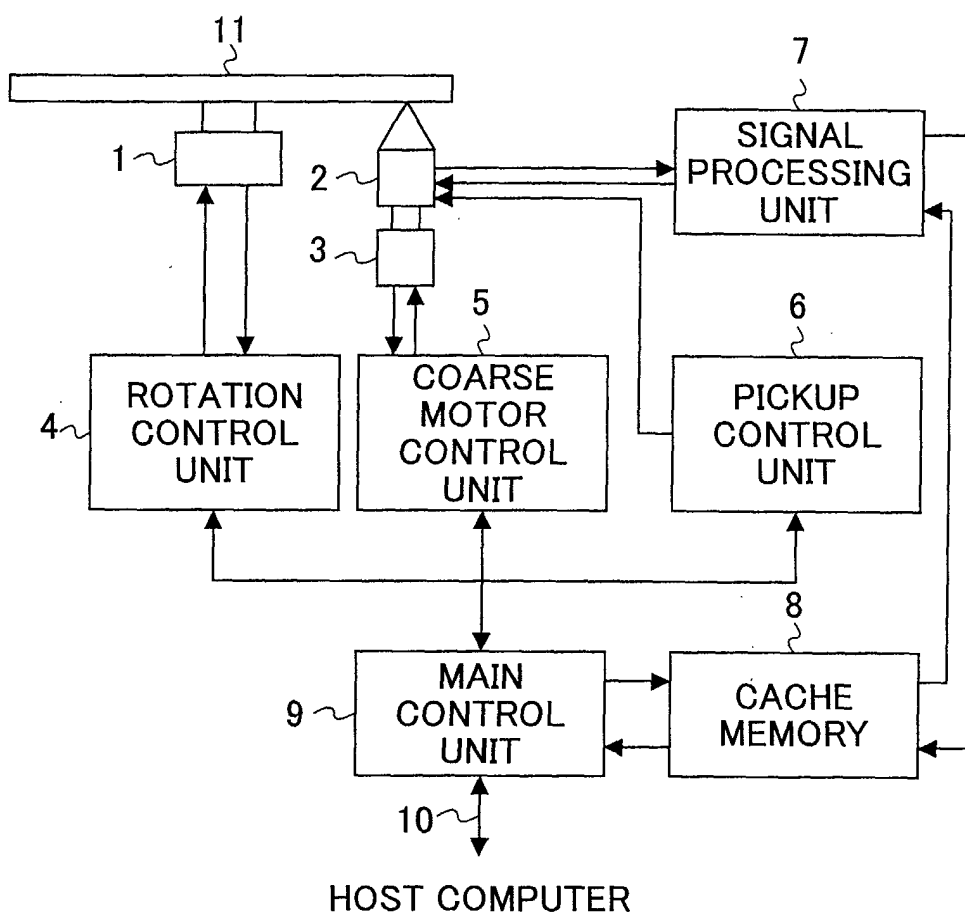 11
7
1
SIGNAL
PROCESSING
UNIT
2
3
5
6
4
ROTATION
CONTROL
UNIT
COARSE
MOTOR
CONTROL
UNIT
PICKUP
CONTROL
UNIT
8
9
MAIN
CONTROL
UNIT
CACHE
MEMORY
10
HOST COMPUTER